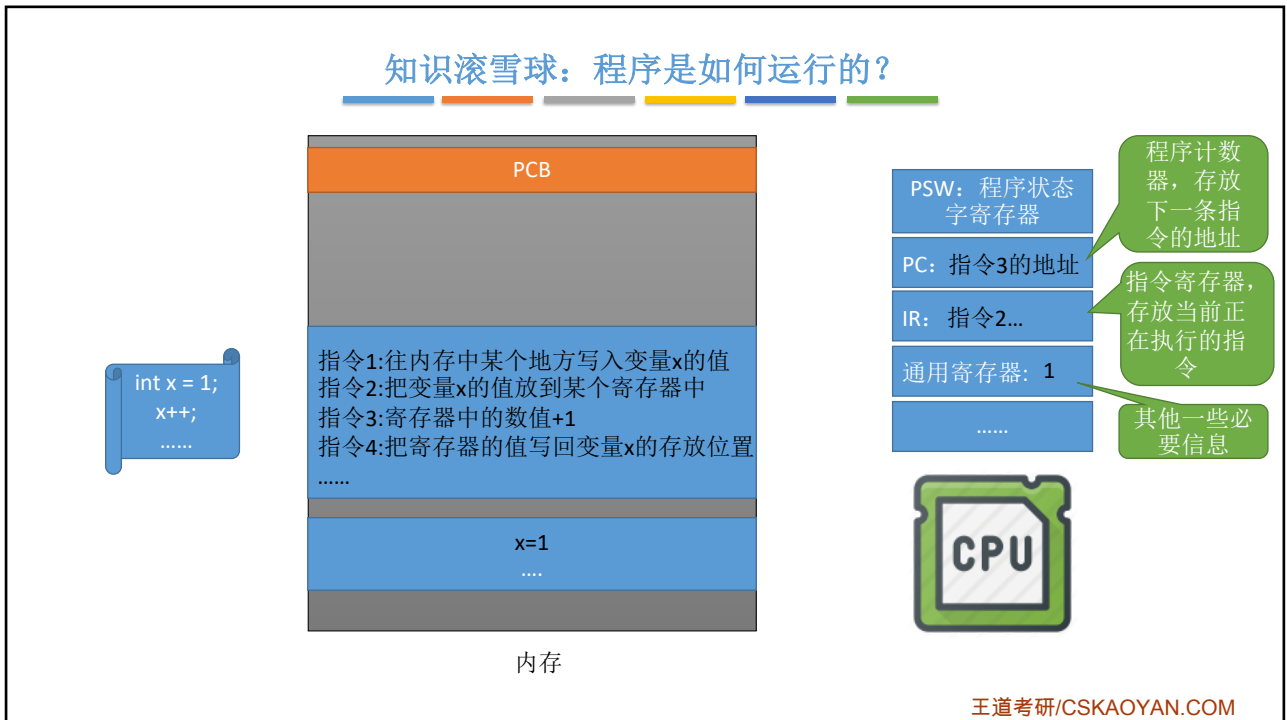 知识滚雪球：程序是如何运行的？
PCB
指令1:往内存中某个地方写入变量x的值
指令2:把变量x的值放到某个寄存器中
指令3:寄存器中的数值+1
指令4:把寄存器的值写回变量x的存放位置
……
x=1
....
内存
int x = 1;
x++;
……
PSW：程序状态
字寄存器
PC：指令3的地址
IR： 指令2...
通用寄存器: 1
……
程序计数
器，存放
下一条指
令的地址
指令寄存器，
存放当前正
在执行的指
令
其他一些必
要信息
CPU
王道考研/CSKAOYAN.COM